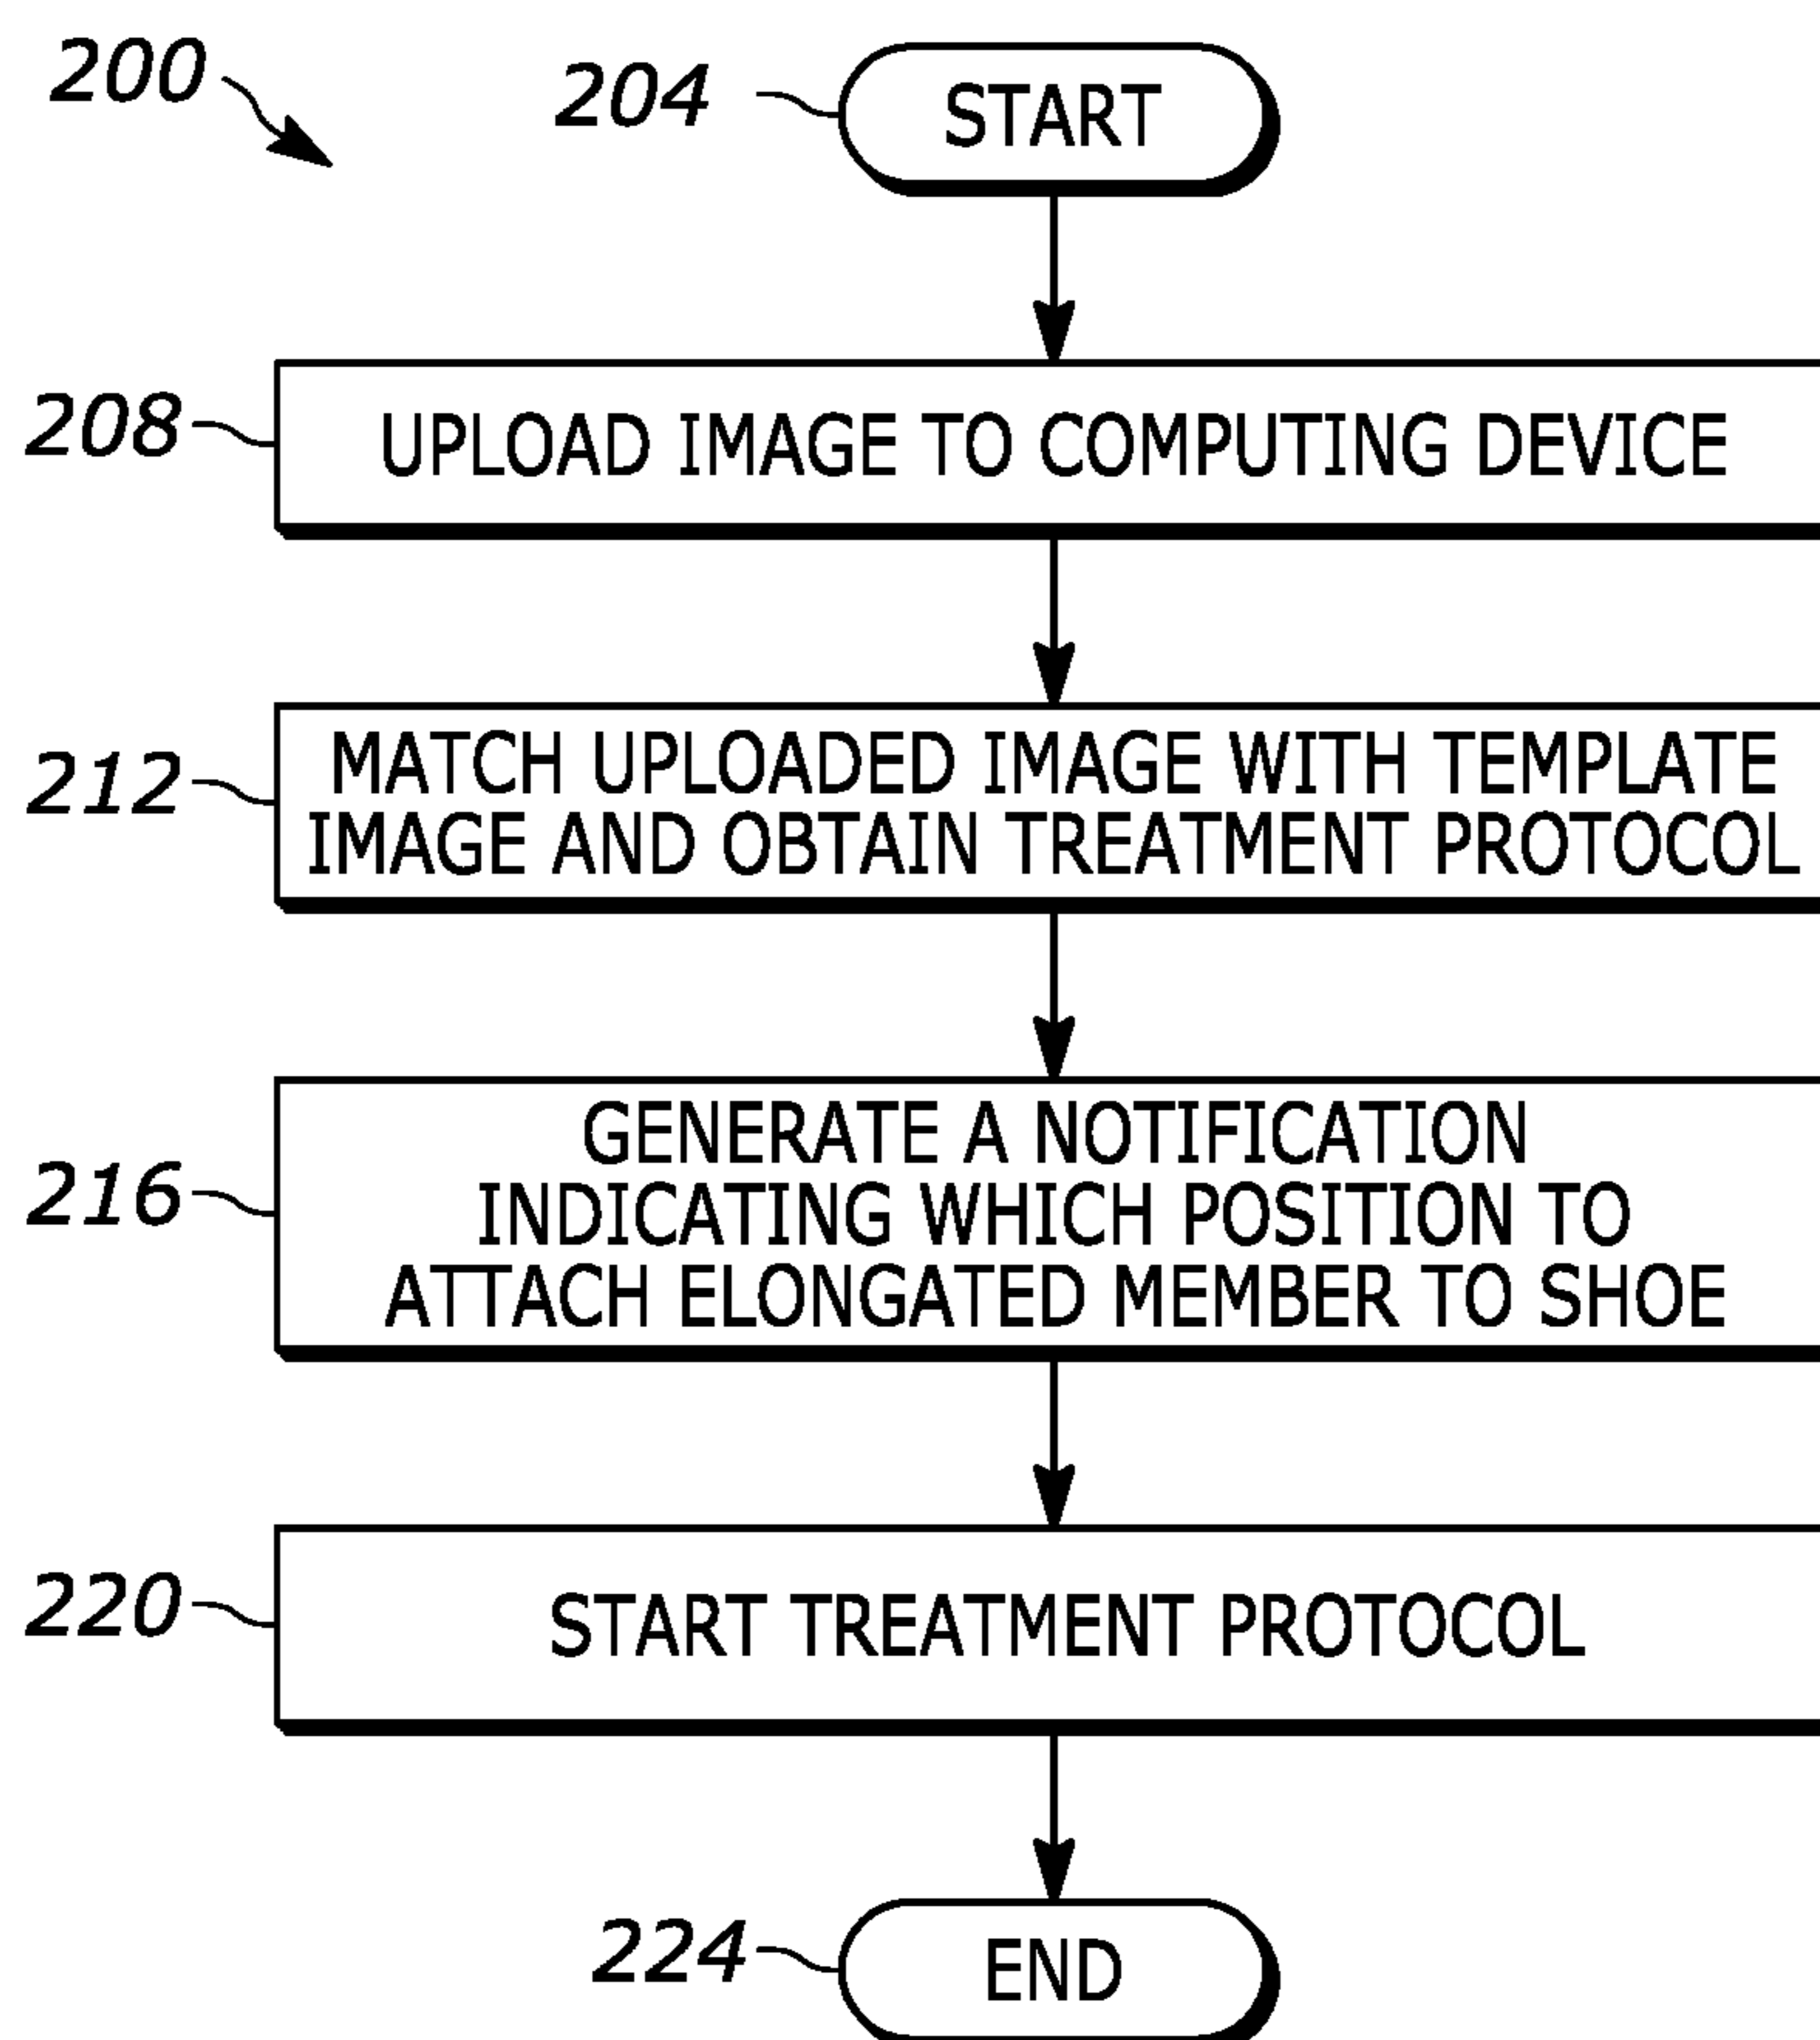 200
204 START
208 UPLOAD IMAGE TO COMPUTING DEVICE
212 MATCH UPLOADED IMAGE WITH TEMPLATE
IMAGE AND OBTAIN TREATMENT PROTOCOL
GENERATE A NOTIFICATION
216 INDICATING WHICH POSITION TO
ATTACH ELONGATED MEMBER TO SHOE
220 START TREATMENT PROTOCOL
224 END